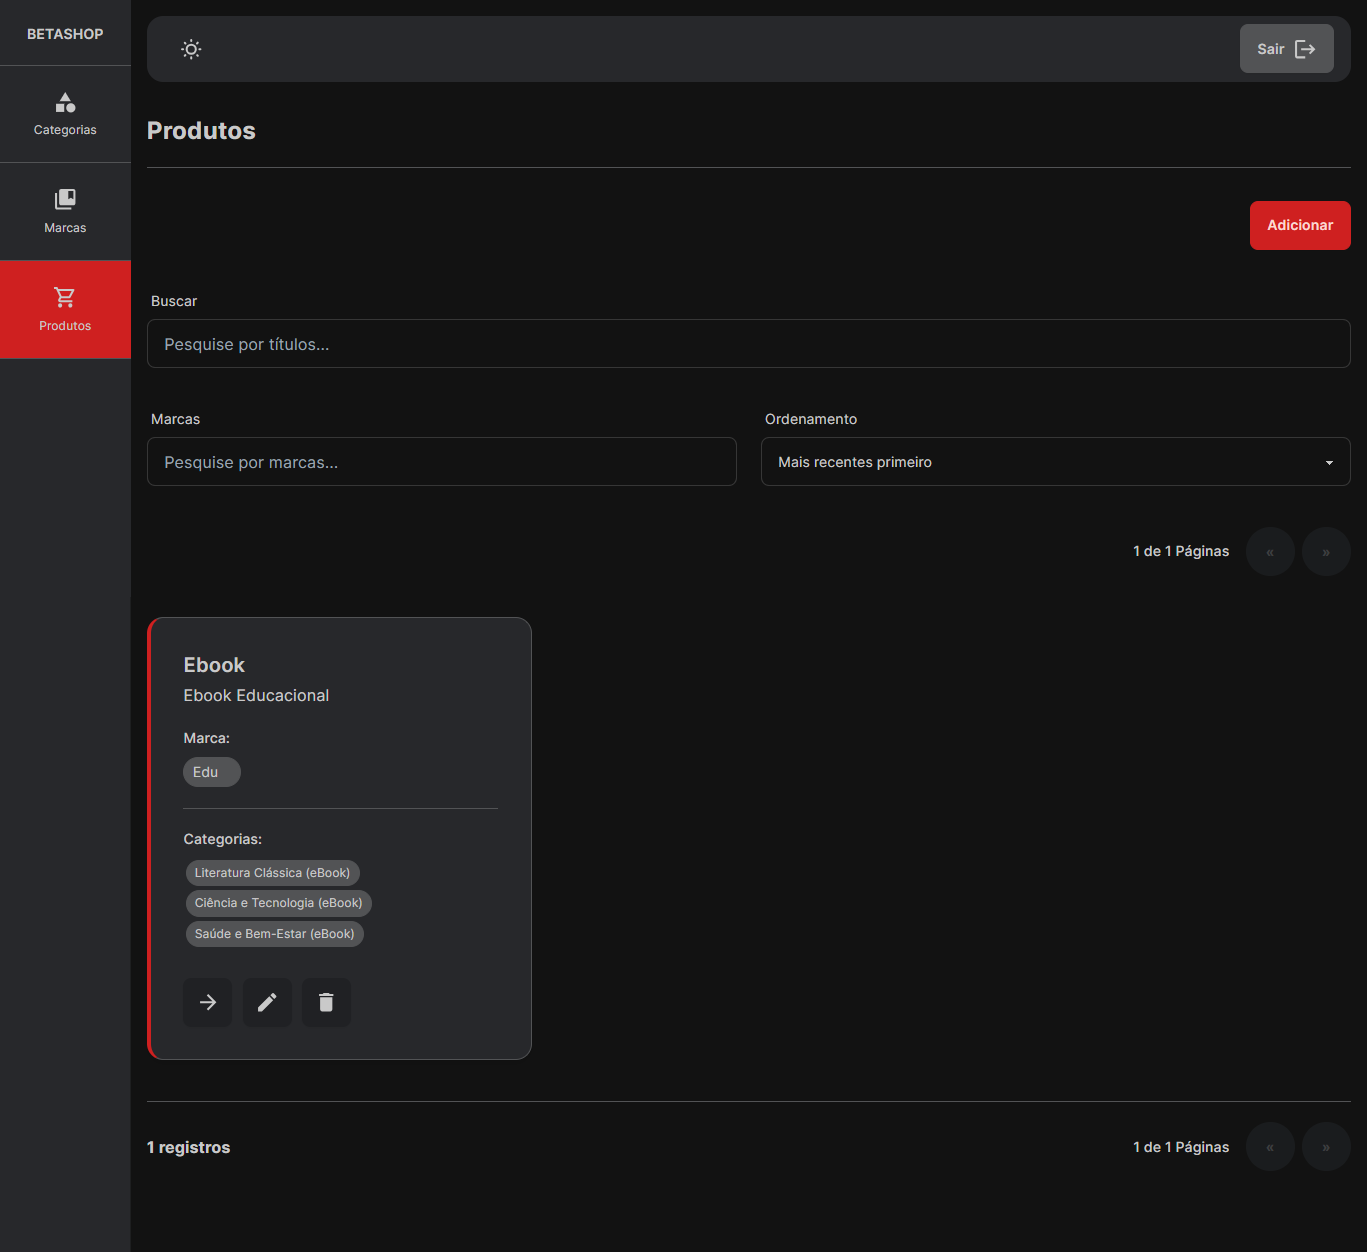 BETASHOP
Categorias
Marcas
Produtos
Sair
Produtos
Adicionar
Buscar
Pesquise por títulos...
Marcas
Pesquise por marcas...
Ordenamento
Mais recentes primeiro
1 de 1 Páginas
«
»
Ebook
Ebook Educacional
Marca:
Edu
Categorias:
Literatura Clássica (eBook)
Ciência e Tecnologia (eBook)
Saúde e Bem-Estar (eBook)
1 registros
1 de 1 Páginas
«
»